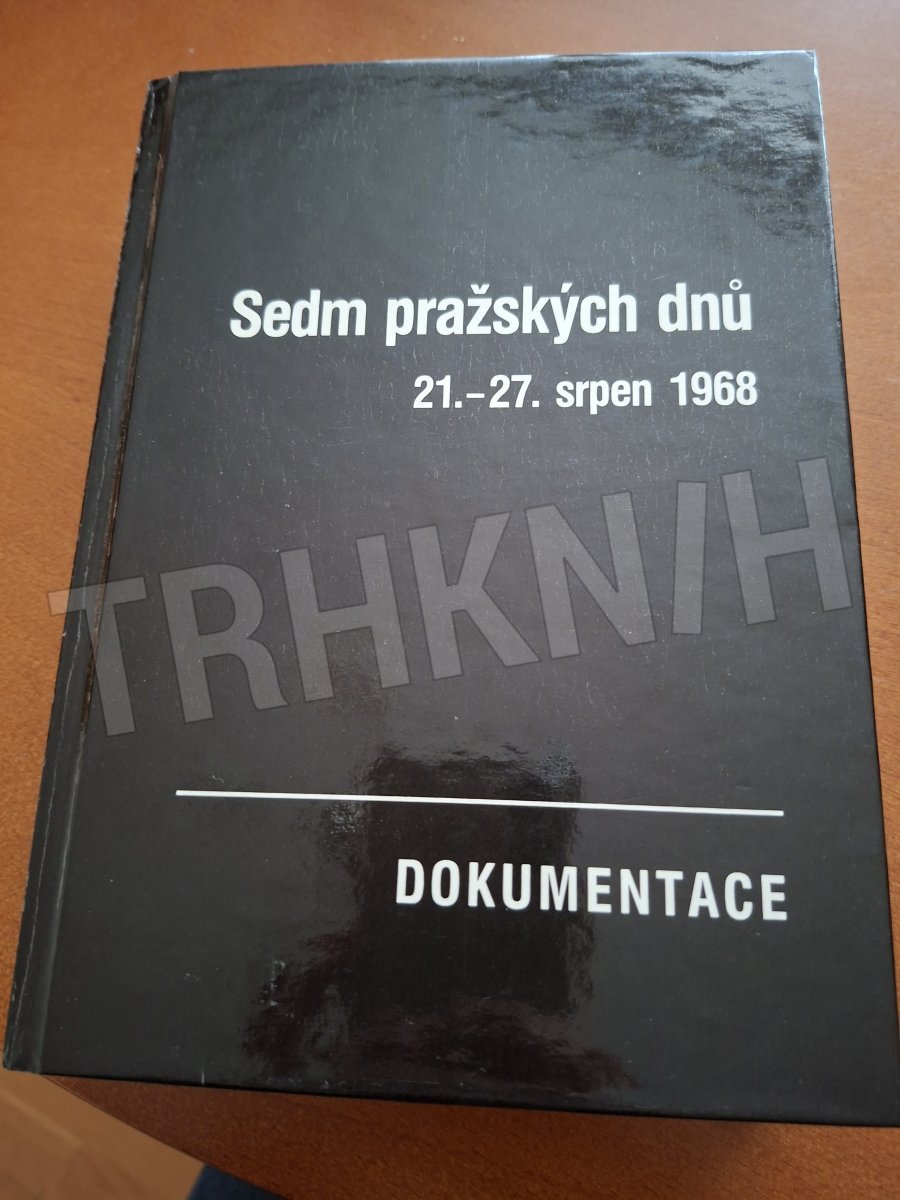 Sedm pražských dnů
21.–27. srpen 1968
TRHKNIH
DOKUMENTACE